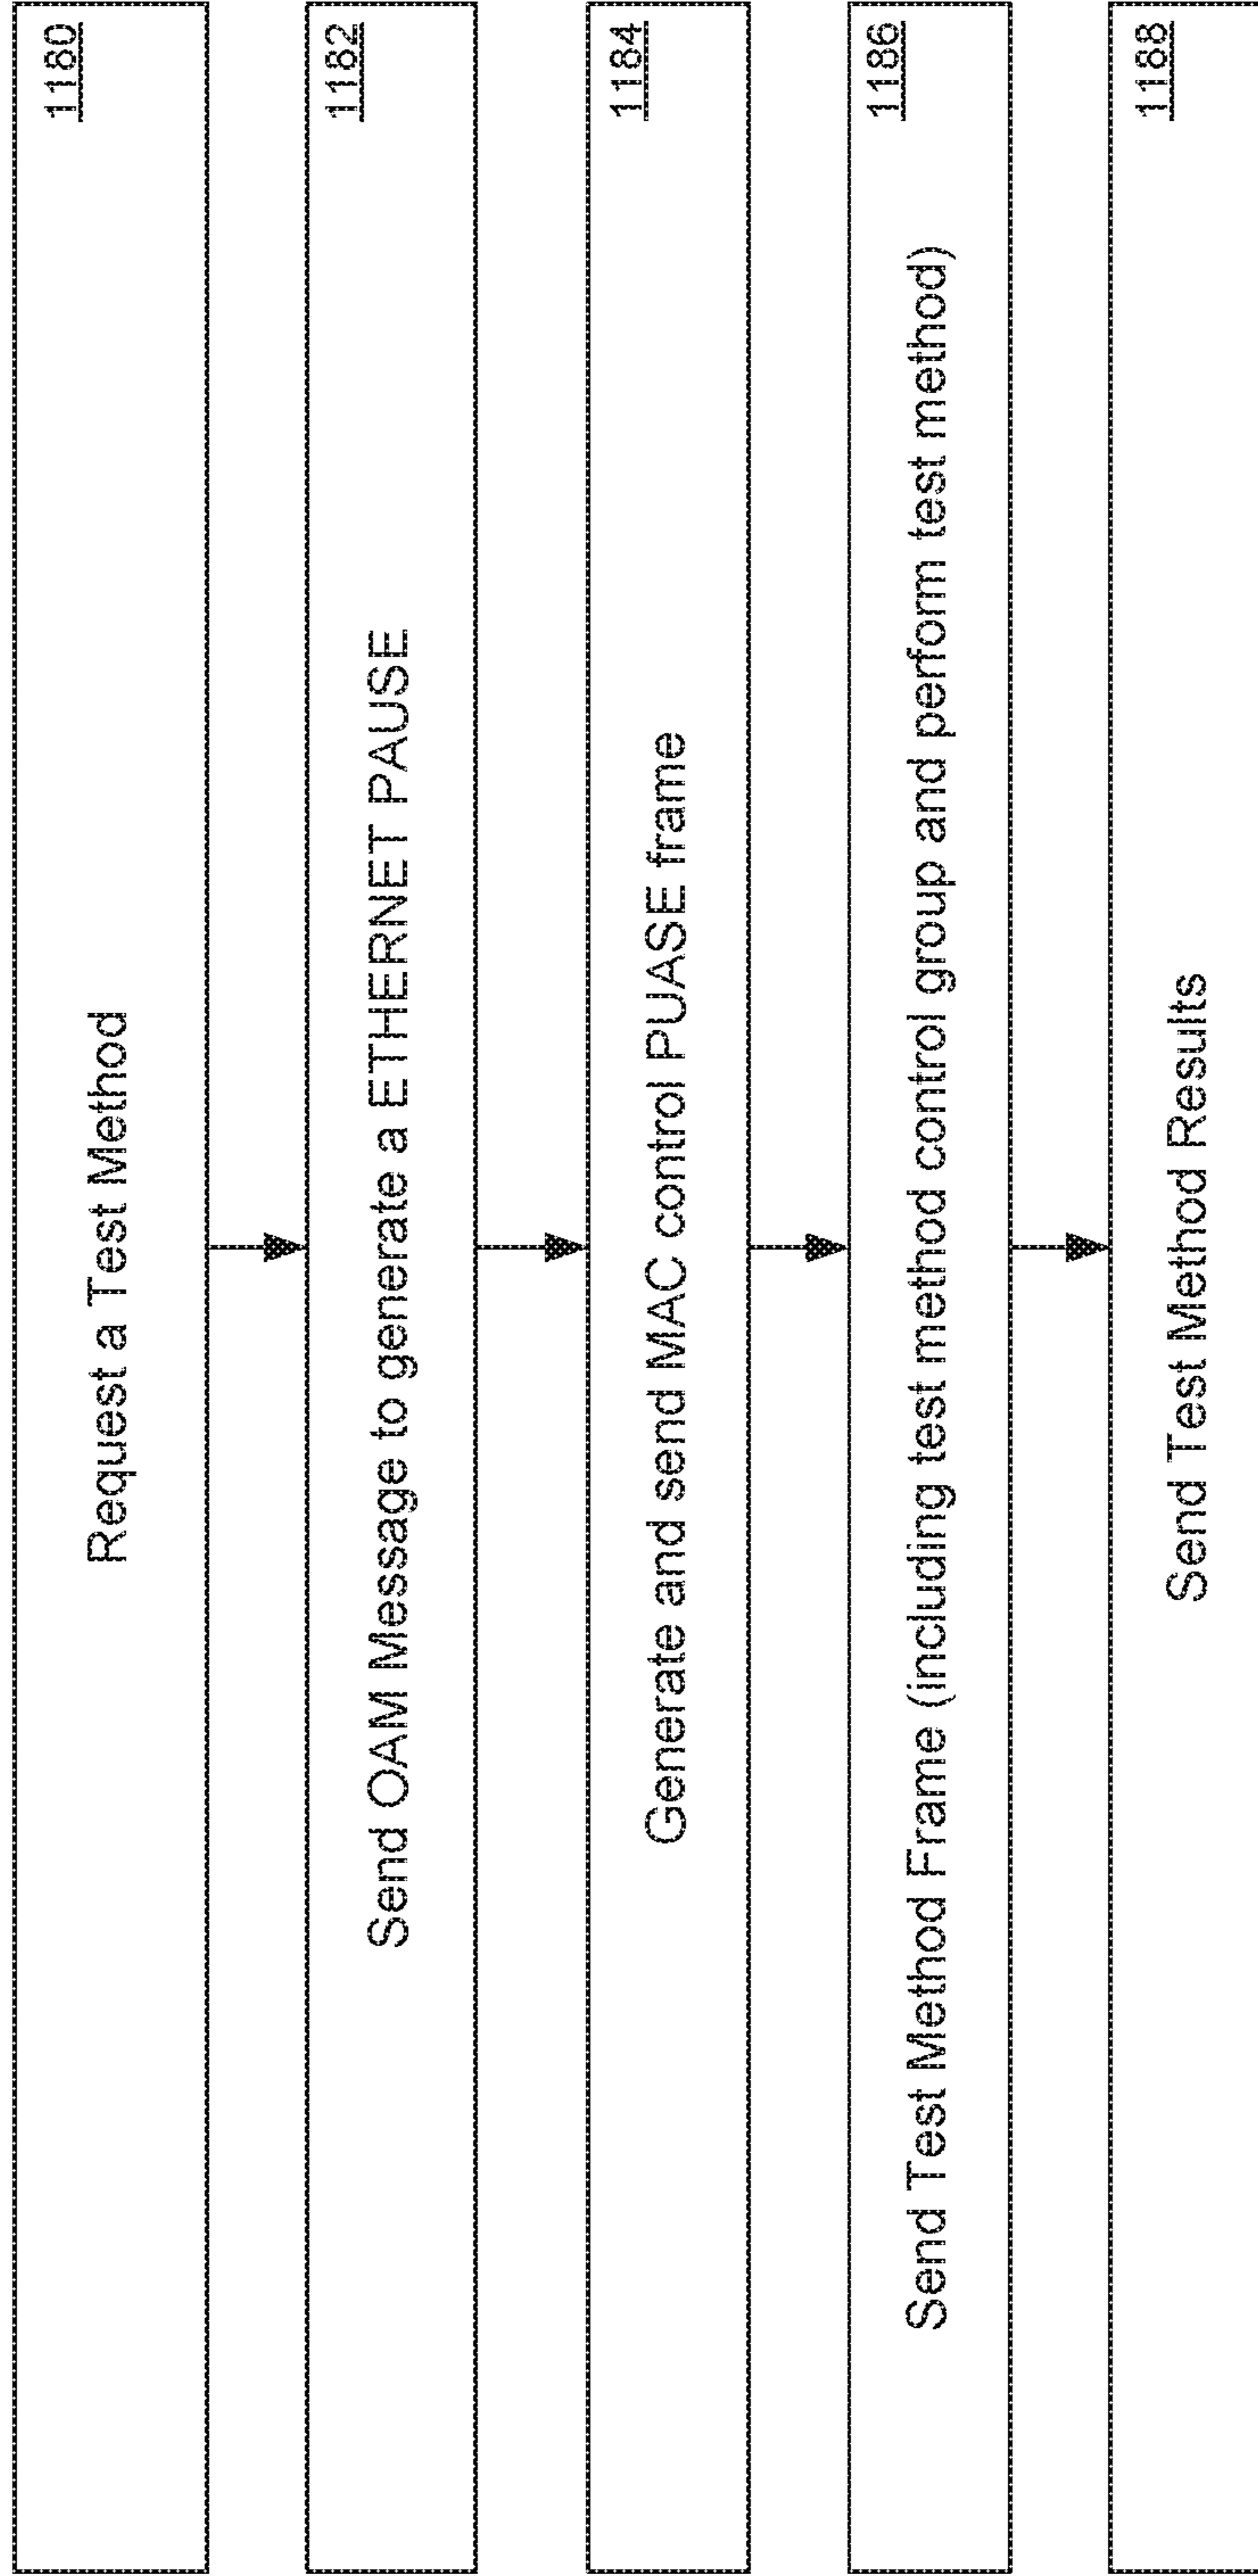 Request a Test Method
1180
Send OAM Message to generate a ETHERNET PAUSE
1182
Generate and send MAC control PUASE frame
1184
Send Test Method Frame (including test method control group and perform test method)
1186
Send Test Method Results
1188